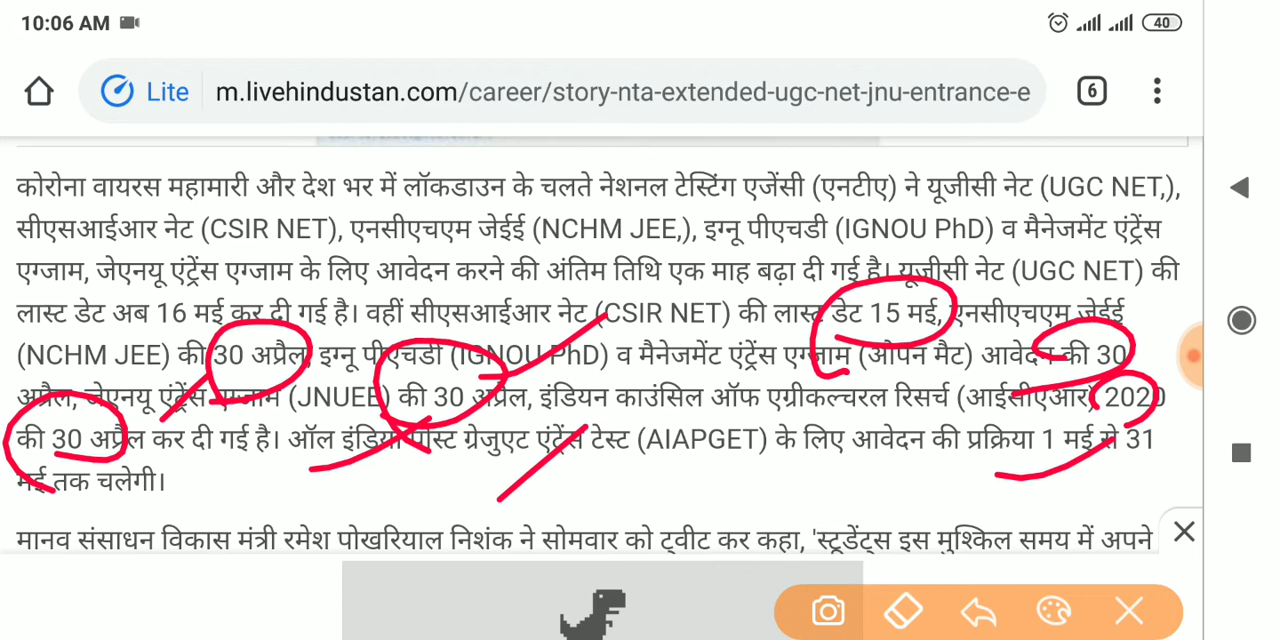 10:06 AM
40
Lite
m.livehindustan.com/career/story-nta-extended-ugc-net-jnu-entrance-e
6
कोरोना वायरस महामारी और देश भर में लॉकडाउन के चलते नेशनल टेस्टिंग एजेंसी (एनटीए) ने यूजीसी नेट (UGC NET,),
सीएसआईआर नेट (CSIR NET), एनसीएचएम जेईई (NCHM JEE,), इग्नू पीएचडी (IGNOU PhD) व मैनेजमेंट एंट्रेंस
एग्जाम, जेएनयू एंट्रेंस एग्जाम के लिए आवेदन करने की अंतिम तिथि एक माह बढ़ा दी गई है। यूजीसी नेट (UGC NET) की
लास्ट डेट अब 16 मई कर दी गई है। वहीं सीएसआईआर नेट (CSIR NET) की लास्ट डेट 15 मई, एनसीएचएम जेईई
(NCHM JEE) की 30 अप्रैल, इग्नू पीएचडी (IGNOU PhD) व मैनेजमेंट एंट्रेंस एग्जाम (ओपन मैट) आवेदन की 30
अप्रैल, जेएनयू एंट्रेंस एग्जाम (JNUEE) की 30 अप्रैल, इंडियन काउंसिल ऑफ एग्रीकल्चरल रिसर्च (आईसीएआर) 2020
की 30 अप्रैल कर दी गई है। ऑल इंडिया पोस्ट ग्रेजुएट एंट्रेंस टेस्ट (AIAPGET) के लिए आवेदन की प्रक्रिया 1 मई से 31
मई तक चलेगी।
मानव संसाधन विकास मंत्री रमेश पोखरियाल निशंक ने सोमवार को ट्वीट कर कहा, 'स्टूडेंट्स इस मुश्किल समय में अपने